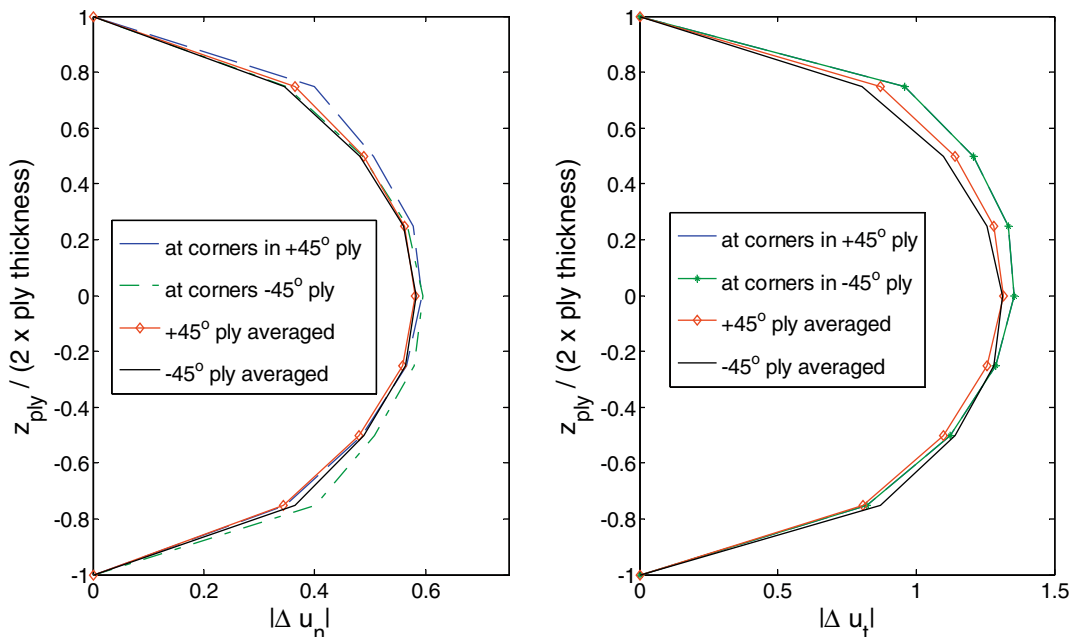 1
0.8
0.6
0.4
0.2
0
-0.2
-0.4
-0.6
-0.8
-1
z_ply / (2 x ply thickness)
at corners in +45° ply
at corners -45° ply
+45° ply averaged
-45° ply averaged
0 0.2 0.4 0.6
|Δ u_n|
1
0.8
0.6
0.4
0.2
0
-0.2
-0.4
-0.6
-0.8
-1
z_ply / (2 x ply thickness)
at corners in +45° ply
at corners in -45° ply
+45° ply averaged
-45° ply averaged
0 0.5 1 1.5
|Δ u_t|